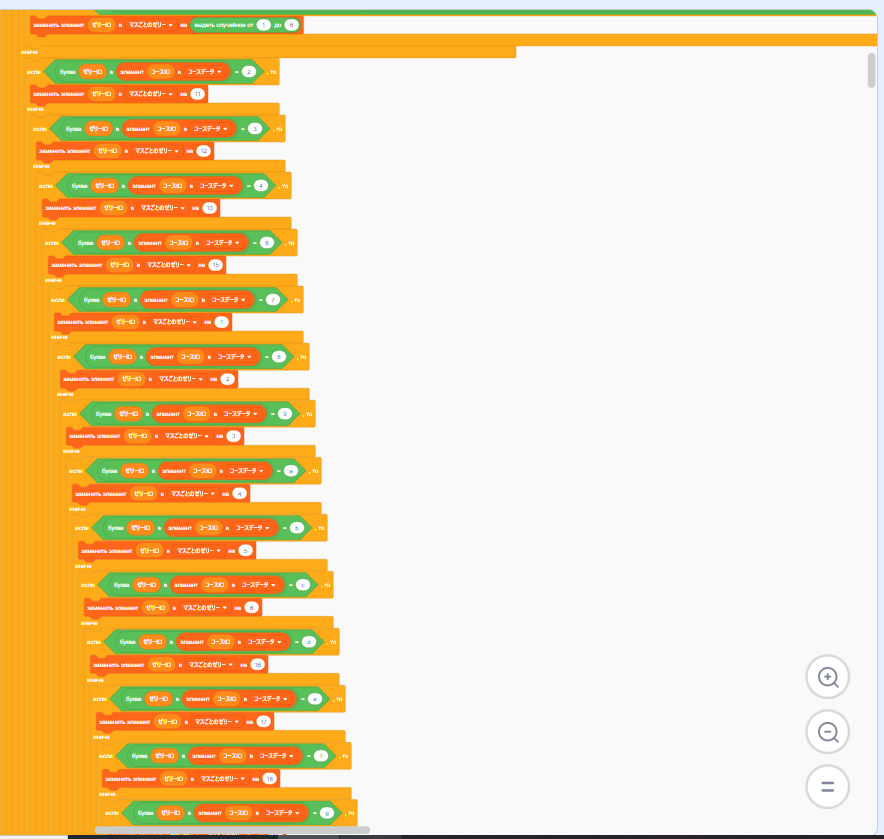 заменить элемент ゼリーID в マスごとのゼリー на выдать случайное от 1 до 6
иначе
если буква ゼリーID в элемент コースID в コースデータ = 2 , то
заменить элемент ゼリーID в マスごとのゼリー на 11
иначе
если буква ゼリーID в элемент コースID в コースデータ = 3 , то
заменить элемент ゼリーID в マスごとのゼリー на 12
иначе
если буква ゼリーID в элемент コースID в コースデータ = 4 , то
заменить элемент ゼリーID в マスごとのゼリー на 13
иначе
если буква ゼリーID в элемент コースID в コースデータ = 6 , то
заменить элемент ゼリーID в マスごとのゼリー на 15
иначе
если буква ゼリーID в элемент コースID в コースデータ = 7 , то
заменить элемент ゼリーID в マスごとのゼリー на 1
иначе
если буква ゼリーID в элемент コースID в コースデータ = 8 , то
заменить элемент ゼリーID в マスごとのゼリー на 2
иначе
если буква ゼリーID в элемент コースID в コースデータ = 9 , то
заменить элемент ゼリーID в マスごとのゼリー на 3
иначе
если буква ゼリーID в элемент コースID в コースデータ = a , то
заменить элемент ゼリーID в マスごとのゼリー на 4
иначе
если буква ゼリーID в элемент コースID в コースデータ = b , то
заменить элемент ゼリーID в マスごとのゼリー на 5
иначе
если буква ゼリーID в элемент コースID в コースデータ = c , то
заменить элемент ゼリーID в マスごとのゼリー на 6
иначе
если буква ゼリーID в элемент コースID в コースデータ = d , то
заменить элемент ゼリーID в マスごとのゼリー на 16
иначе
если буква ゼリーID в элемент コースID в コースデータ = e , то
заменить элемент ゼリーID в マスごとのゼリー на 17
иначе
если буква ゼリーID в элемент コースID в コースデータ = f , то
заменить элемент ゼリーID в マスごとのゼリー на 18
иначе
если буква ゼリーID в элемент コースID в コースデータ = g , то